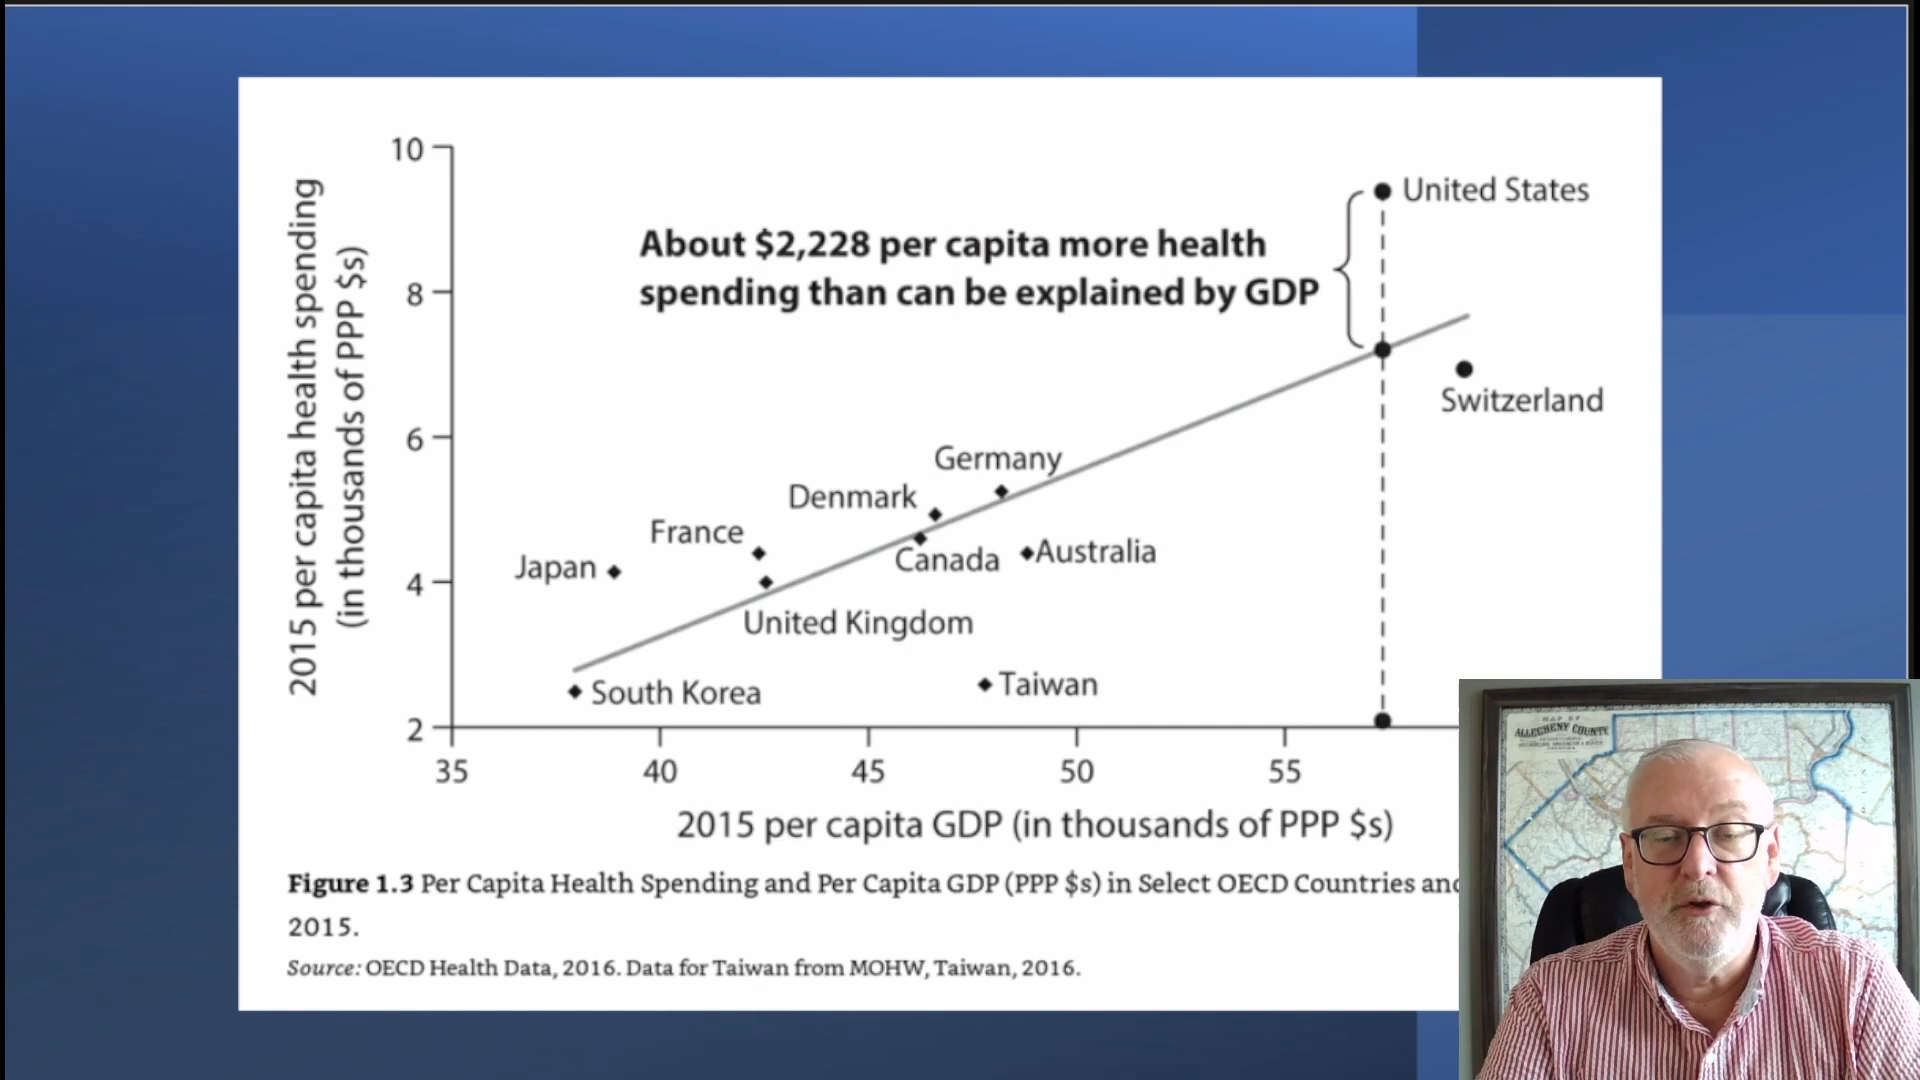 10
8
6
4
2
2015 per capita health spending
(in thousands of PPP $s)
About $2,228 per capita more health
spending than can be explained by GDP
United States
Switzerland
Germany
Denmark
France
Japan
Canada
Australia
United Kingdom
South Korea
Taiwan
35 40 45 50 55
2015 per capita GDP (in thousands of PPP $s)
Figure 1.3 Per Capita Health Spending and Per Capita GDP (PPP $s) in Select OECD Countries and
2015.
Source: OECD Health Data, 2016. Data for Taiwan from MOHW, Taiwan, 2016.
MAP OF
ALLEGHENY COUNTY